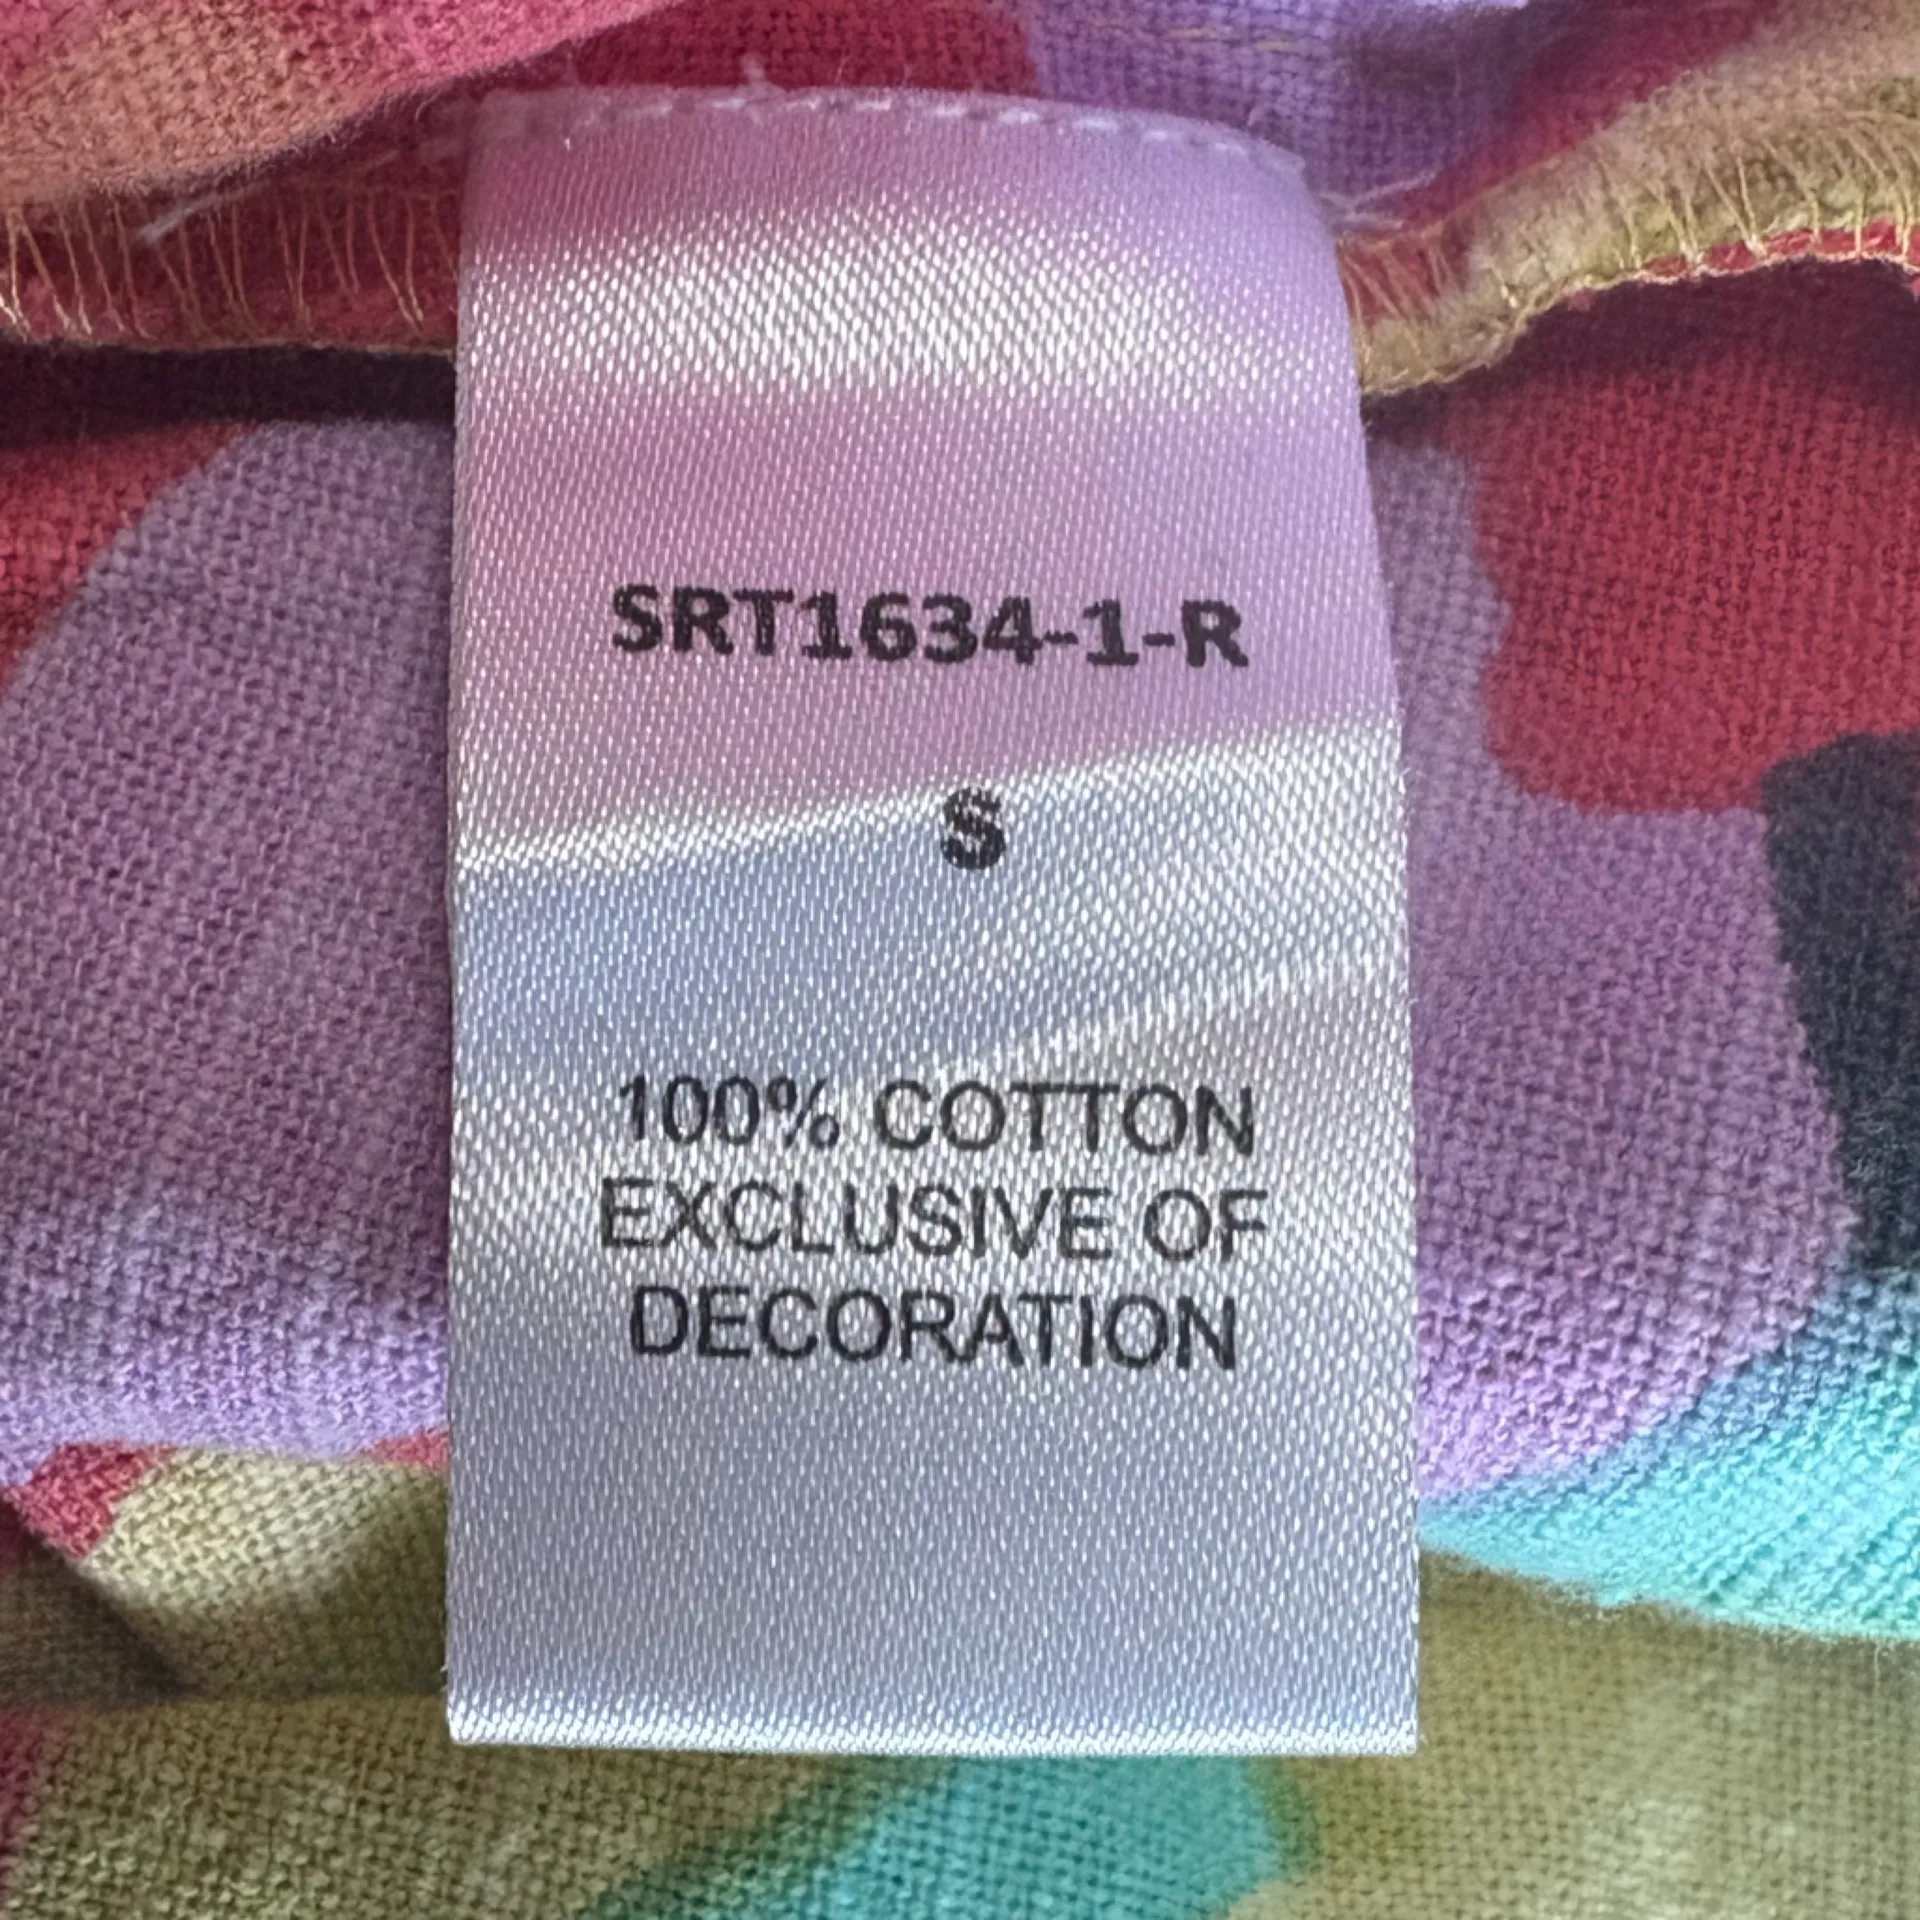 SRT1634-1-R
S
100% COTTON
EXCLUSIVE OF
DECORATION